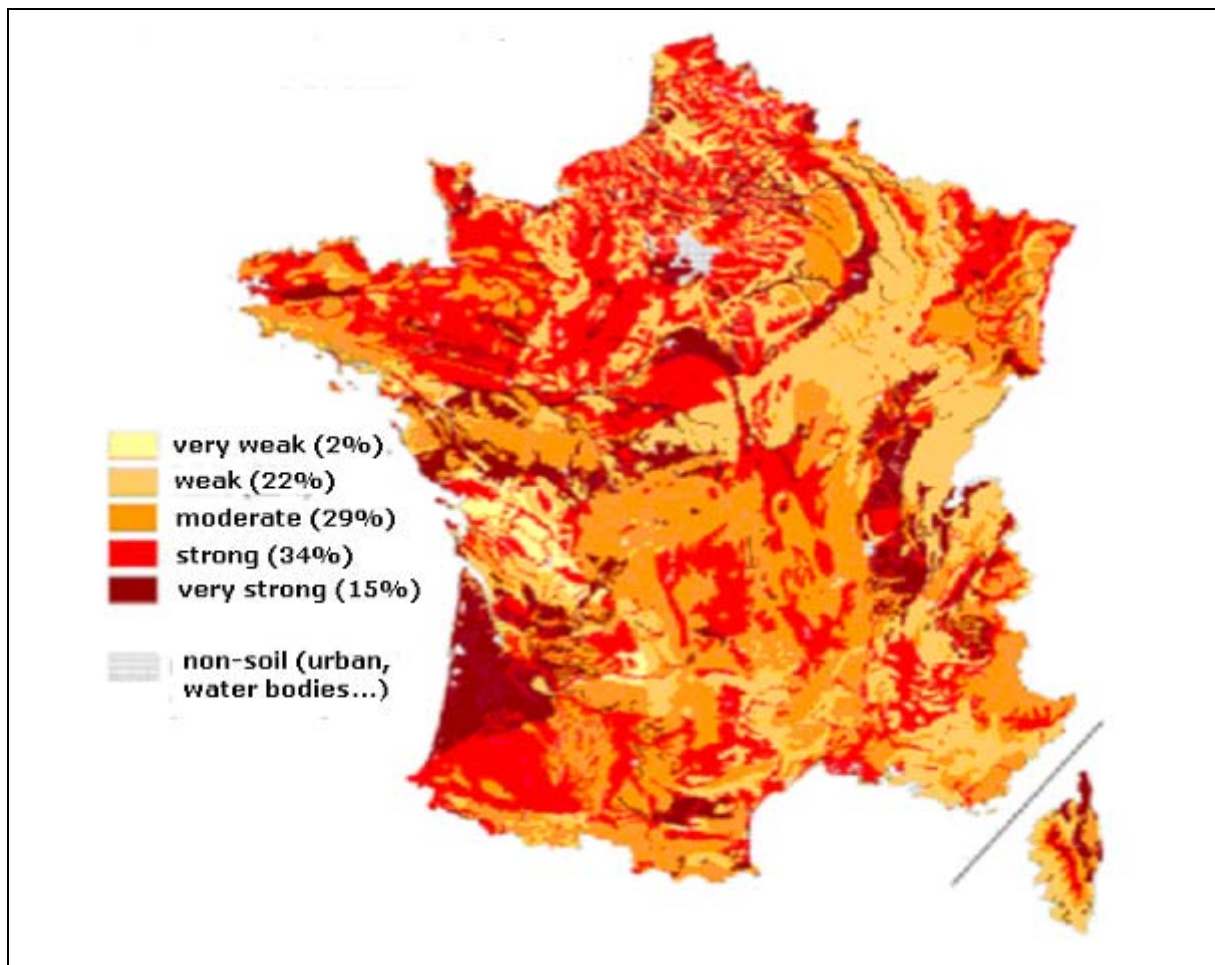 very weak (2%)
weak (22%)
moderate (29%)
strong (34%)
very strong (15%)
non-soil (urban,
water bodies...)